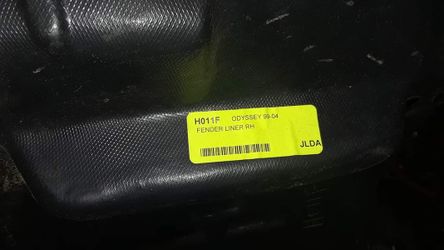 H011F ODYSSEY 99-04
FENDER LINER RH
JLDA